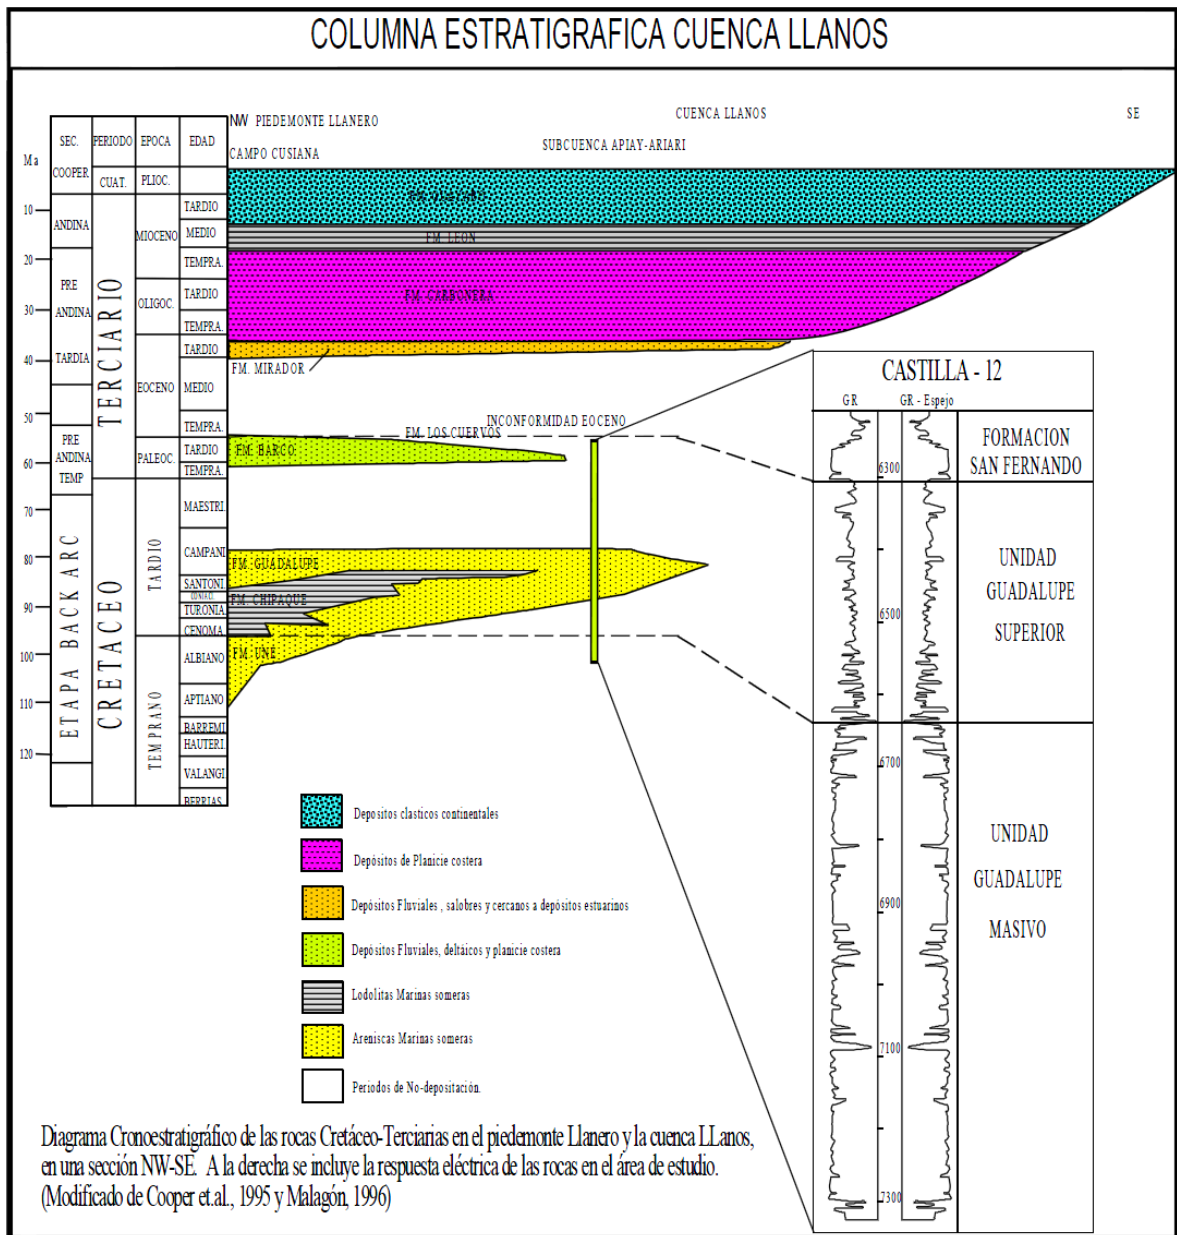 COLUMNA ESTRATIGRAFICA CUENCA LLANOS
NW PIEDEMONTE LLANERO
CUENCA LLANOS
SE
CAMPO CUSIANA
SUBCUENCA APIAY-ARIARI
Ma
SEC.
COOPER
PERIODO
EPOCA
EDAD
CUAT.
PLIOC.
10
20
30
40
50
60
70
80
90
100
110
120
ANDINA
PRE
ANDINA
TARDIA
PRE
ANDINA
TEMP
ETAPA BACK ARC
TERCIARIO
CRETACEO
MIOCENO
OLIGOC.
EOCENO
PALEOC.
TARDIO
TEMPRANO
TARDIO
MEDIO
TEMPRA.
TARDIO
TEMPRA.
TARDIO
MEDIO
TEMPRA.
TARDIO
TEMPRA.
MAESTRI.
CAMPANI.
SANTONI.
TURONIA.
CENOMA.
ALBIANO
APTIANO
BARREMI.
HAUTERI.
VALANGI.
BERRIAS.
FM. LEON
FM. CARBONERA
FM. MIRADOR
INCONFORMIDAD EOCENO
FM. LOS CUERVOS
FM. BARCO
FM. GUADALUPE
FM. CHIPAQUE
FM. UNE
CASTILLA - 12
GR
GR - Espejo
FORMACION
SAN FERNANDO
6300
UNIDAD
GUADALUPE
SUPERIOR
6500
6700
UNIDAD
GUADALUPE
MASIVO
6900
7100
7300
Depositos clasticos continentales
Depósitos de Planicie costera
Depósitos Fluviales , salobres y cercanos a depósitos estuarinos
Depósitos Fluviales, deltáicos y planicie costera
Lodolitas Marinas someras
Areniscas Marinas someras
Periodos de No-depositación.
Diagrama Cronoestratigráfico de las rocas Cretáceo-Terciarias en el piedemonte Llanero y la cuenca LLanos,
en una sección NW-SE. A la derecha se incluye la respuesta eléctrica de las rocas en el área de estudio.
(Modificado de Cooper et.al., 1995 y Malagón, 1996)